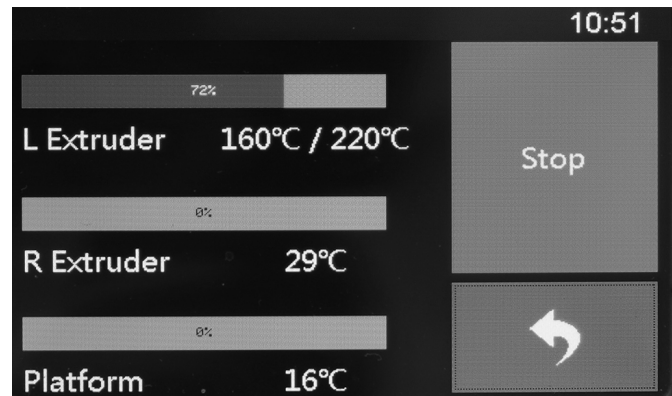 10:51
72%
L Extruder 160℃ / 220℃
Stop
0%
R Extruder 29℃
0%
Platform 16℃